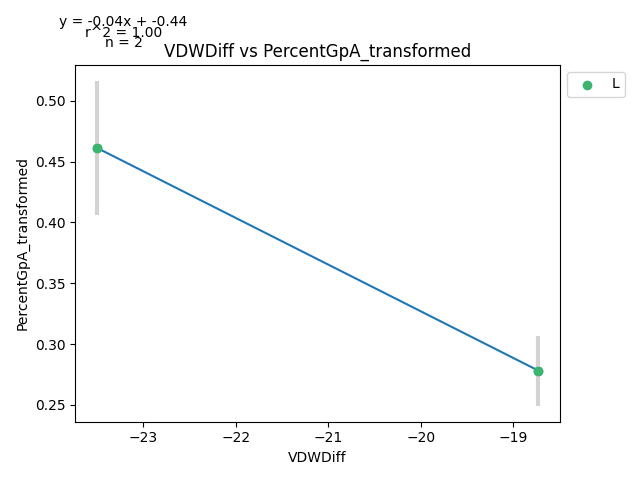 y = -0.04x + -0.44
r^2 = 1.00
n = 2
VDWDiff vs PercentGpA_transformed
L
PercentGpA_transformed
0.50
0.45
0.40
0.35
0.30
0.25
−23
−22
−21
−20
−19
VDWDiff